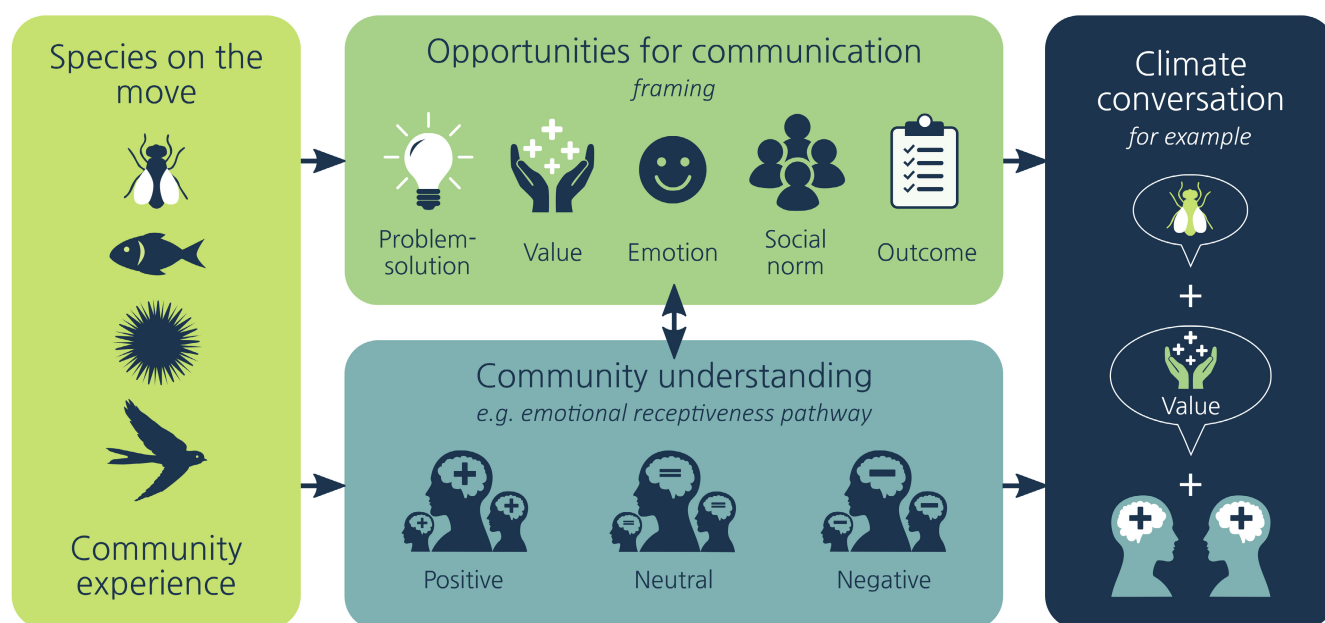 Species on the
move
Community
experience
Opportunities for communication
framing
Problem-
solution
Value
Emotion
Social
norm
Outcome
Community understanding
e.g. emotional receptiveness pathway
Positive
Neutral
Negative
Climate
conversation
for example
Value